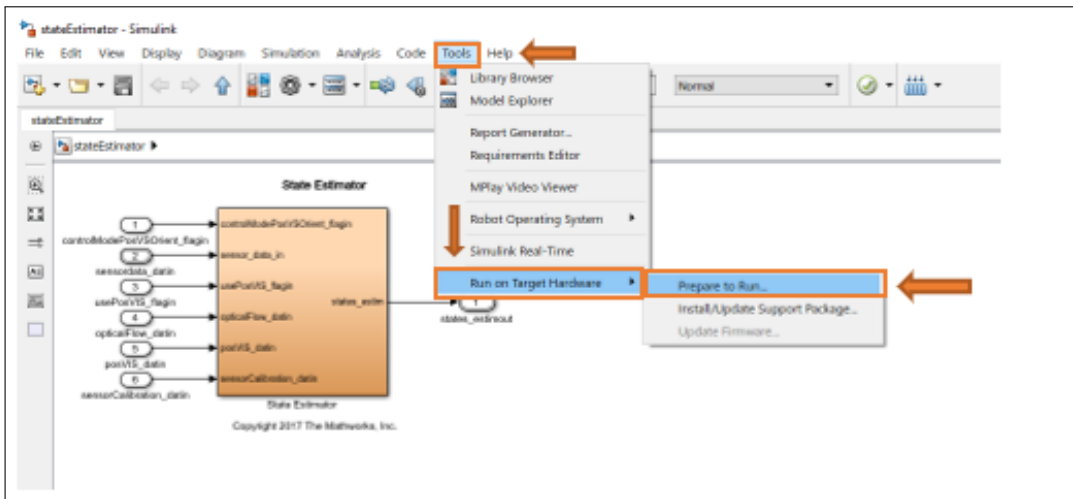 stateEstimator - Simulink
File Edit View Display Diagram Simulation Analysis Code Tools Help
Normal
stateEstimator
stateEstimator
Library Browser
Model Explorer
Report Generator...
Requirements Editor
MPlay Video Viewer
Robot Operating System
Simulink Real-Time
Run on Target Hardware
Prepare to Run...
Install/Update Support Package...
Update Firmware...
State Estimator
1
controlModePosVSOrient_flagin
controlModePosVSOrient_flagin
2
sensor_data_in
sensordata_datin
3
usePosVIS_flagin
usePosVIS_flagin
states_estim
1
states_estimout
4
opticalFlow_datin
opticalFlow_datin
5
posVIS_datin
posVIS_datin
6
sensorCalibration_datin
sensorCalibration_datin
State Estimator
Copyright 2017 The Mathworks, Inc.